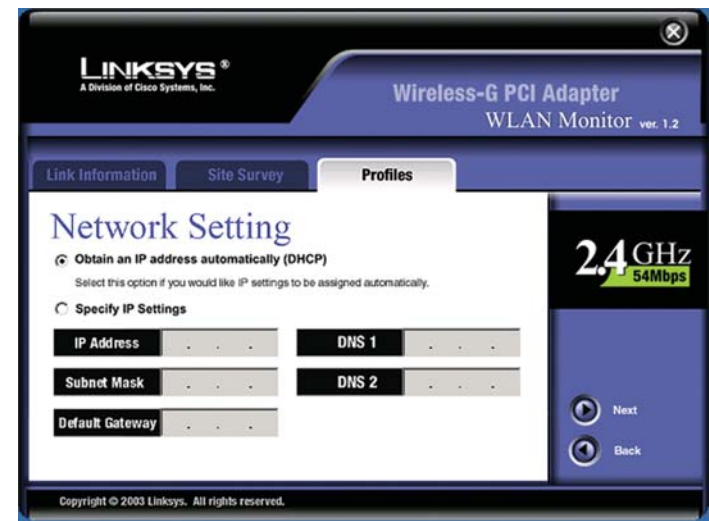 LINKSYS®
A Division of Cisco Systems, Inc.
Wireless-G PCI Adapter
WLAN Monitor ver. 1.2
Link Information Site Survey Profiles
Network Setting
Obtain an IP address automatically (DHCP)
Select this option if you would like IP settings to be assigned automatically.
Specify IP Settings
IP Address . . . DNS 1 . . .
Subnet Mask . . . DNS 2 . . .
Default Gateway . . .
2.4 GHz
54Mbps
Next
Back
Copyright © 2003 Linksys. All rights reserved.